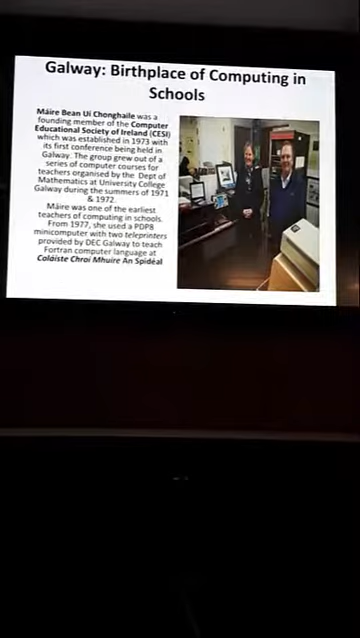 Galway: Birthplace of Computing in
Schools
Máire Bean Uí Chonghaile was a
founding member of the Computer
Educational Society of Ireland (CESI)
which was established in 1973 with
its first conference being held in
Galway. The group grew out of a
series of computer courses for
teachers organised by the Dept of
Mathematics at University College
Galway during the summers of 1971
& 1972.
Máire was one of the earliest
teachers of computing in schools.
From 1977, she used a PDP8
minicomputer with two teleprinters
provided by DEC Galway to teach
Fortran computer language at
Coláiste Chroí Mhuire An Spidéal